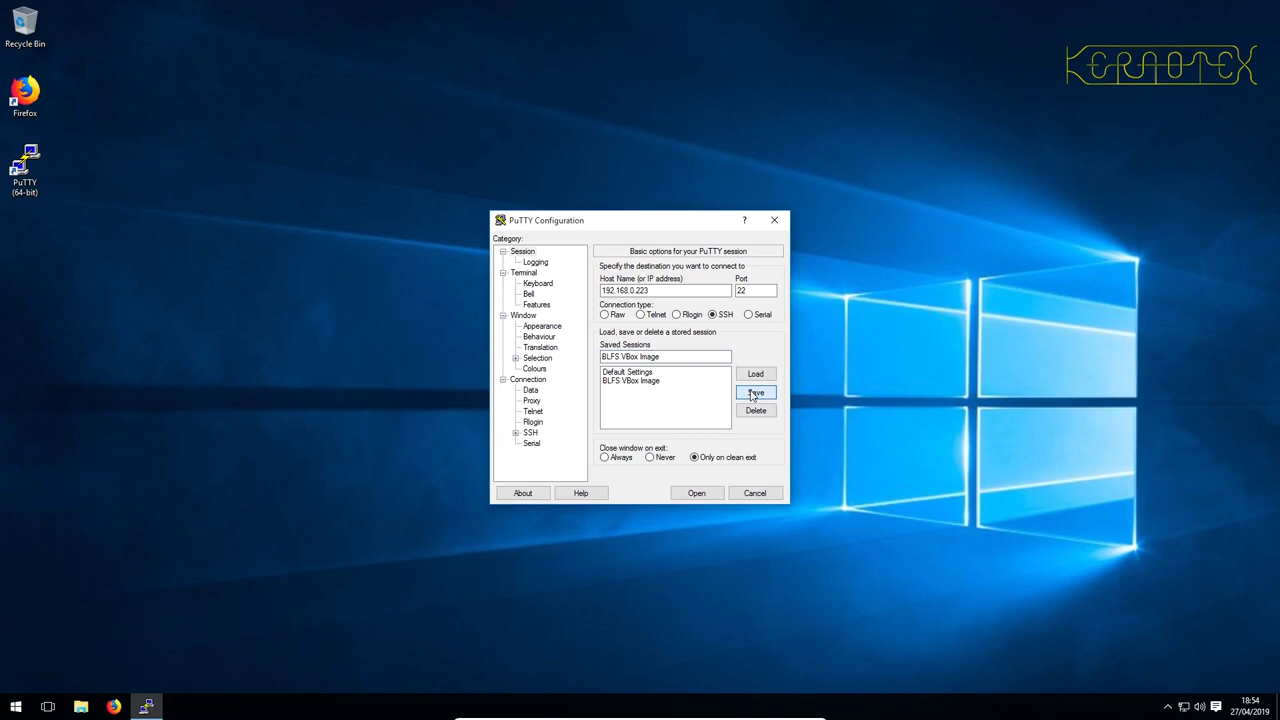 Recycle Bin
Firefox
PuTTY
(64-bit)
KERAOTEX
PuTTY Configuration
?
Category:
Session
Logging
Terminal
Keyboard
Bell
Features
Window
Appearance
Behaviour
Translation
Selection
Colours
Connection
Data
Proxy
Telnet
Rlogin
SSH
Serial
Basic options for your PuTTY session
Specify the destination you want to connect to
Host Name (or IP address) Port
192.168.0.223 22
Connection type:
Raw Telnet Rlogin SSH Serial
Load, save or delete a stored session
Saved Sessions
BLFS VBox Image
Default Settings
BLFS VBox Image
Load
Save
Delete
Close window on exit:
Always Never Only on clean exit
About Help Open Cancel
18:54
27/04/2019